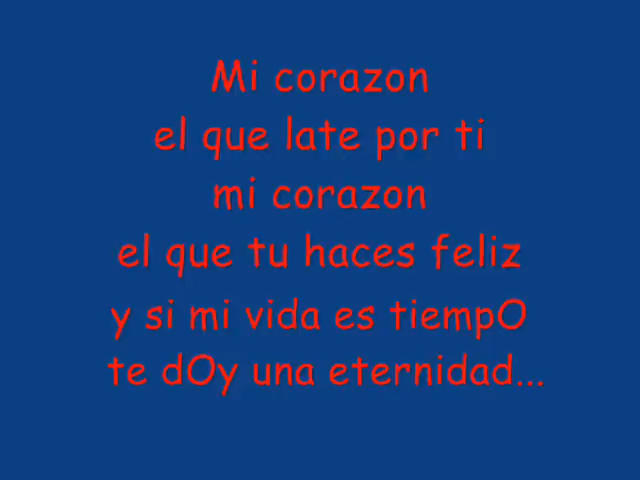 Mi corazon
el que late por ti
mi corazon
el que tu haces feliz
y si mi vida es tiempO
te dOy una eternidad...